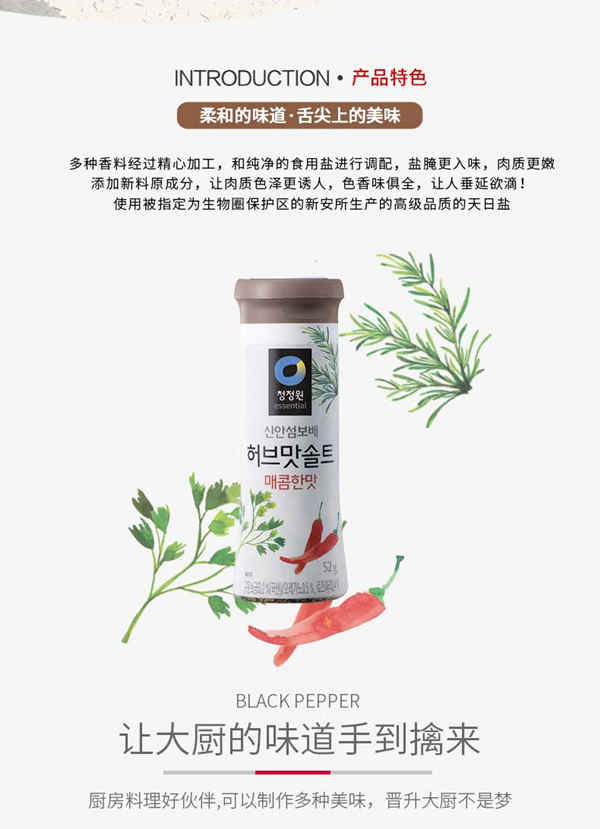 INTRODUCTION • 产品特色
柔和的味道·舌尖上的美味
多种香料经过精心加工，和纯净的食用盐进行调配，盐腌更入味，肉质更嫩
添加新料原成分，让肉质色泽更诱人，色香味俱全，让人垂延欲滴！
使用被指定为生物圈保护区的新安所生产的高级品质的天日盐
청정원
essential
신안섬보배
허브맛솔트
매콤한맛
52
BLACK PEPPER
让大厨的味道手到擒来
厨房料理好伙伴,可以制作多种美味，晋升大厨不是梦